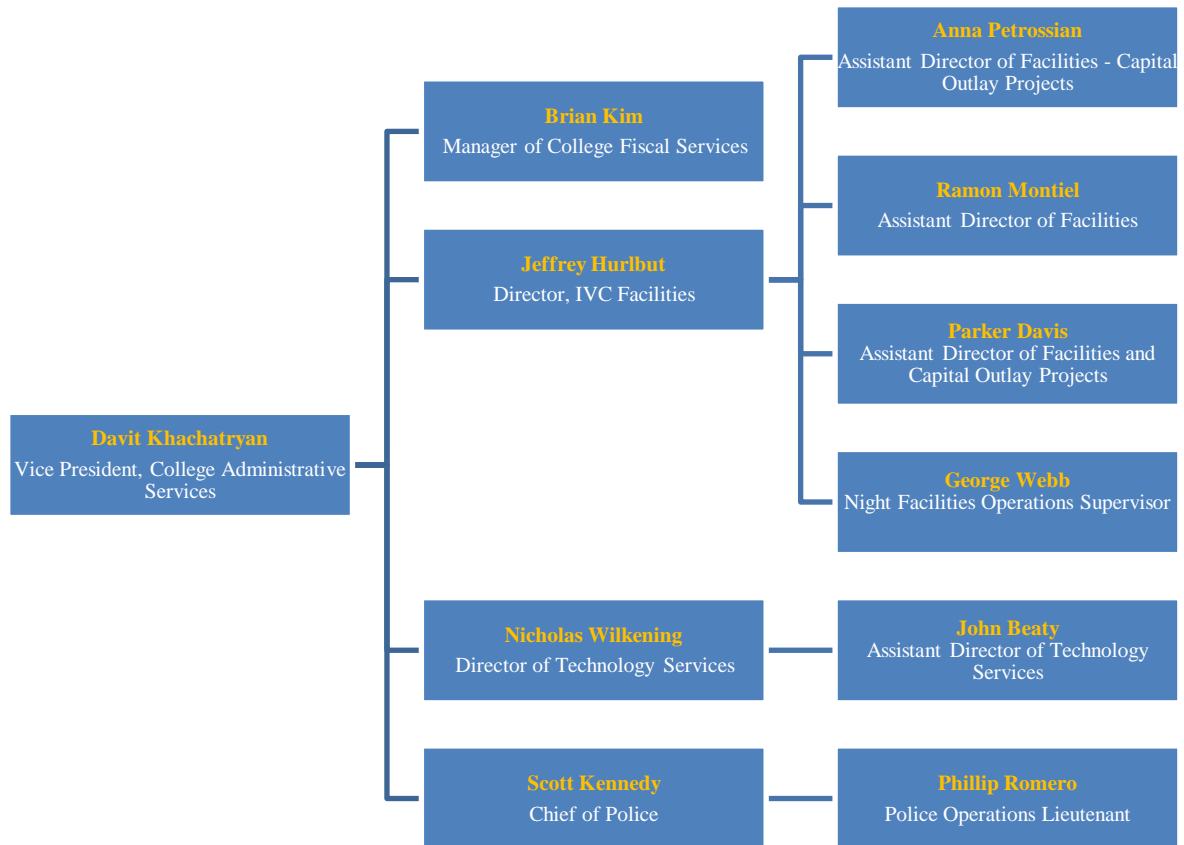 Anna Petrossian
Assistant Director of Facilities - Capital
Outlay Projects
Brian Kim
Manager of College Fiscal Services
Ramon Montiel
Assistant Director of Facilities
Jeffrey Hurlbut
Director, IVC Facilities
Parker Davis
Assistant Director of Facilities and
Capital Outlay Projects
Davit Khachatryan
Vice President, College Administrative
Services
George Webb
Night Facilities Operations Supervisor
Nicholas Wilkening
Director of Technology Services
John Beaty
Assistant Director of Technology
Services
Scott Kennedy
Chief of Police
Phillip Romero
Police Operations Lieutenant